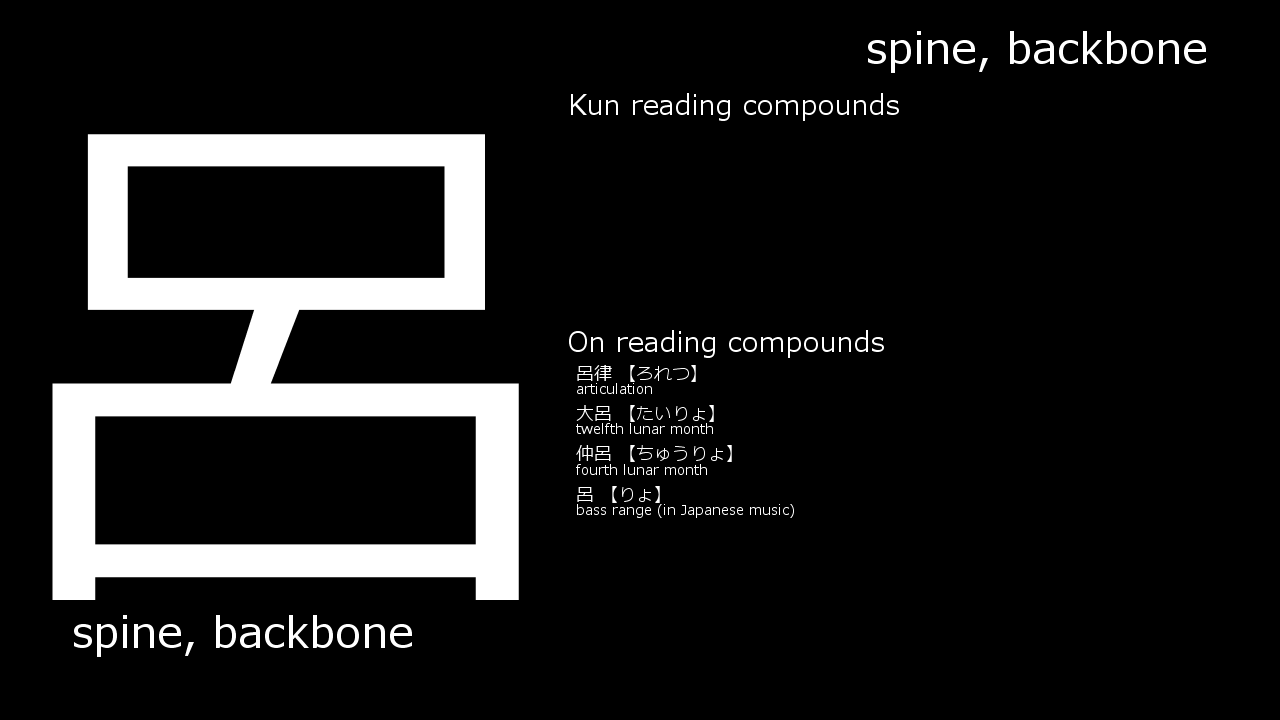 spine, backbone
Kun reading compounds
呂
On reading compounds
呂律 【ろれつ】
articulation
大呂 【たいりょ】
twelfth lunar month
仲呂 【ちゅうりょ】
fourth lunar month
呂 【りょ】
bass range (in Japanese music)
spine, backbone